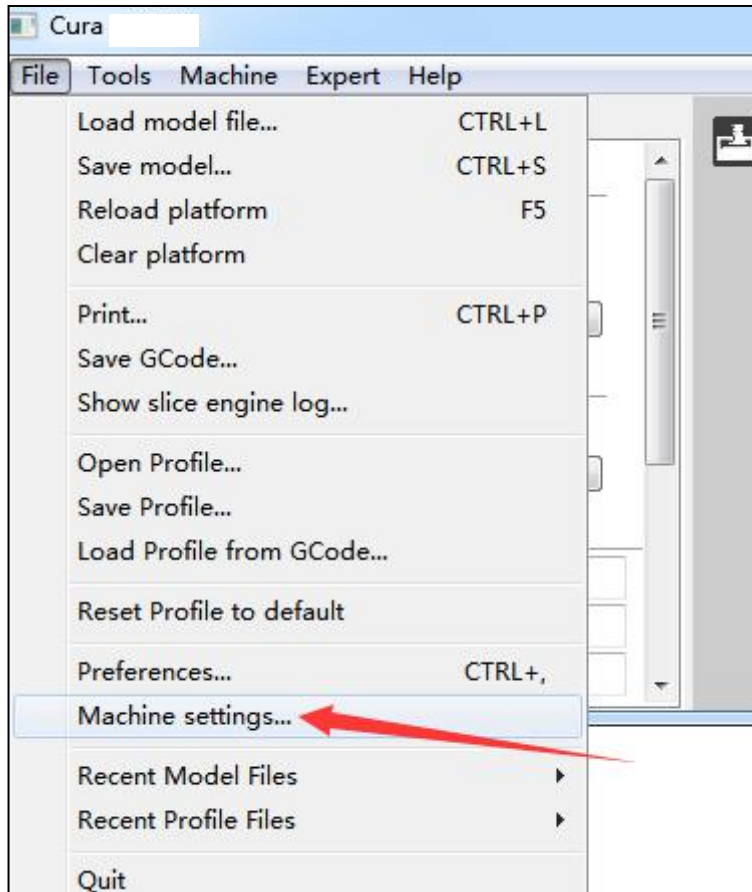 Cura
File Tools Machine Expert Help
Load model file... CTRL+L
Save model... CTRL+S
Reload platform F5
Clear platform
Print... CTRL+P
Save GCode...
Show slice engine log...
Open Profile...
Save Profile...
Load Profile from GCode...
Reset Profile to default
Preferences... CTRL+,
Machine settings...
Recent Model Files
Recent Profile Files
Quit